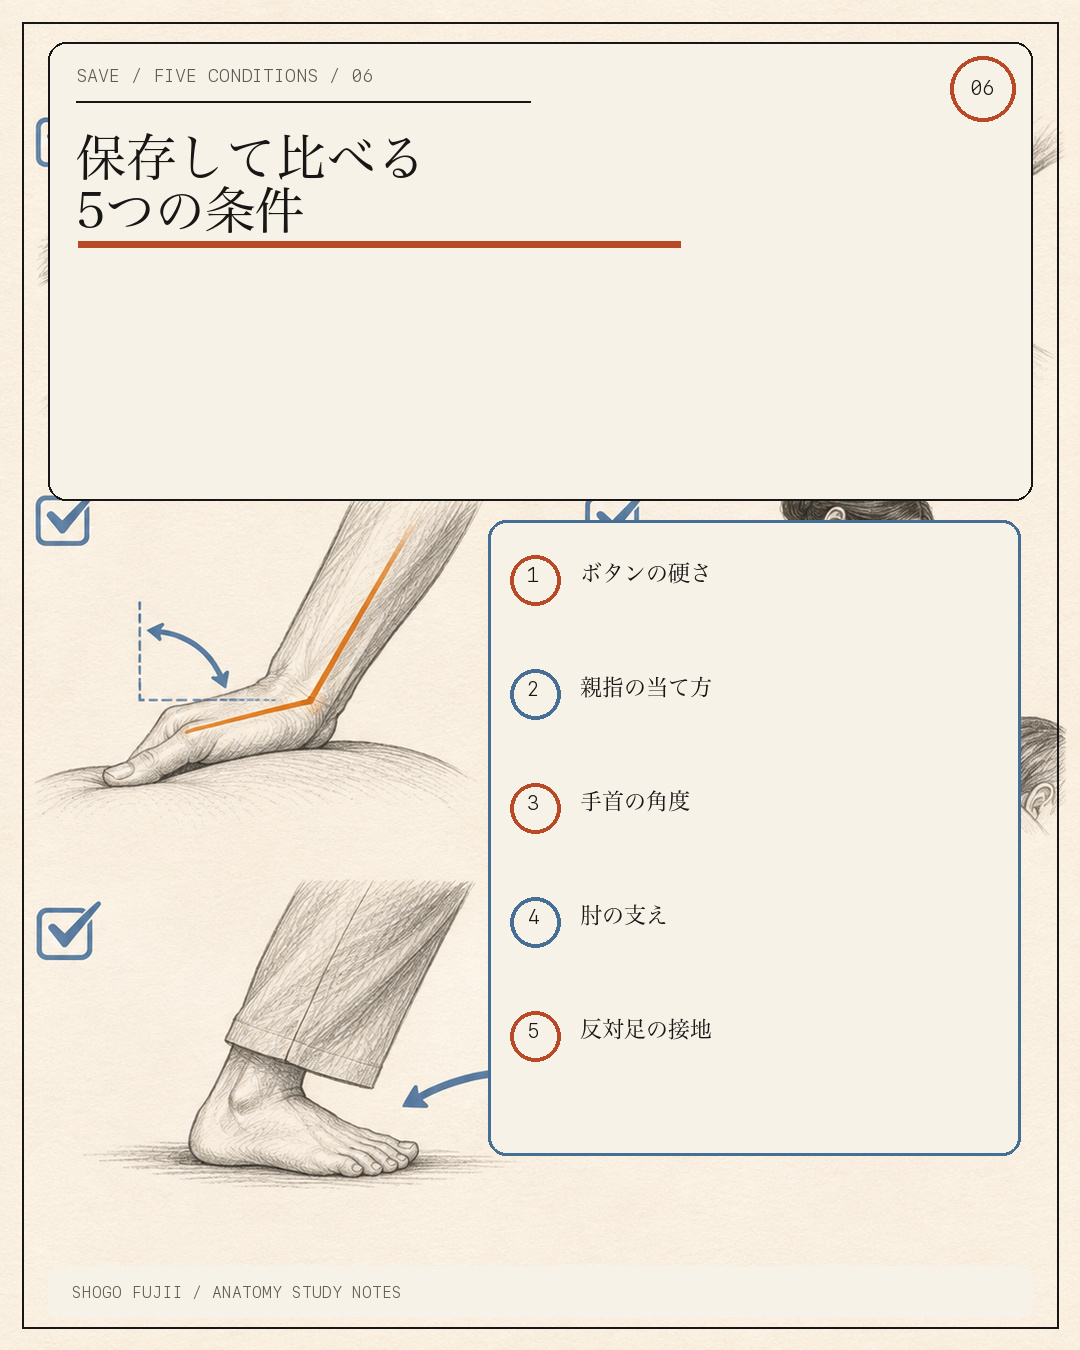 SAVE / FIVE CONDITIONS / 06
06
保存して比べる
5つの条件
1 ボタンの硬さ
2 親指の当て方
3 手首の角度
4 肘の支え
5 反対足の接地
SHOGO FUJII / ANATOMY STUDY NOTES